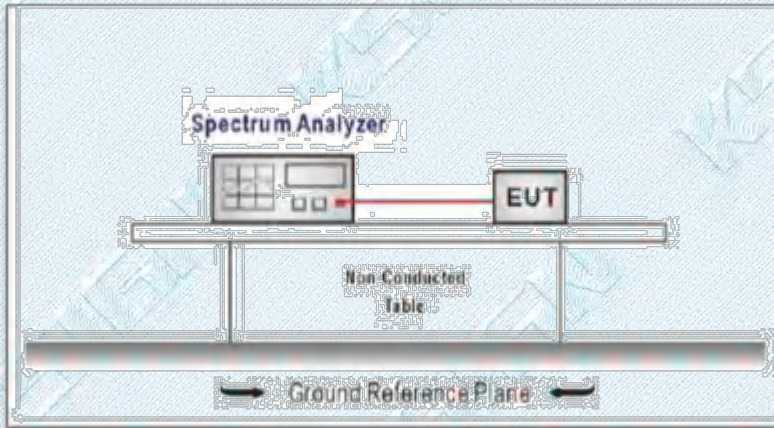 Spectrum Analyzer
EUT
Non-Conducted
Table
Ground Reference Plane